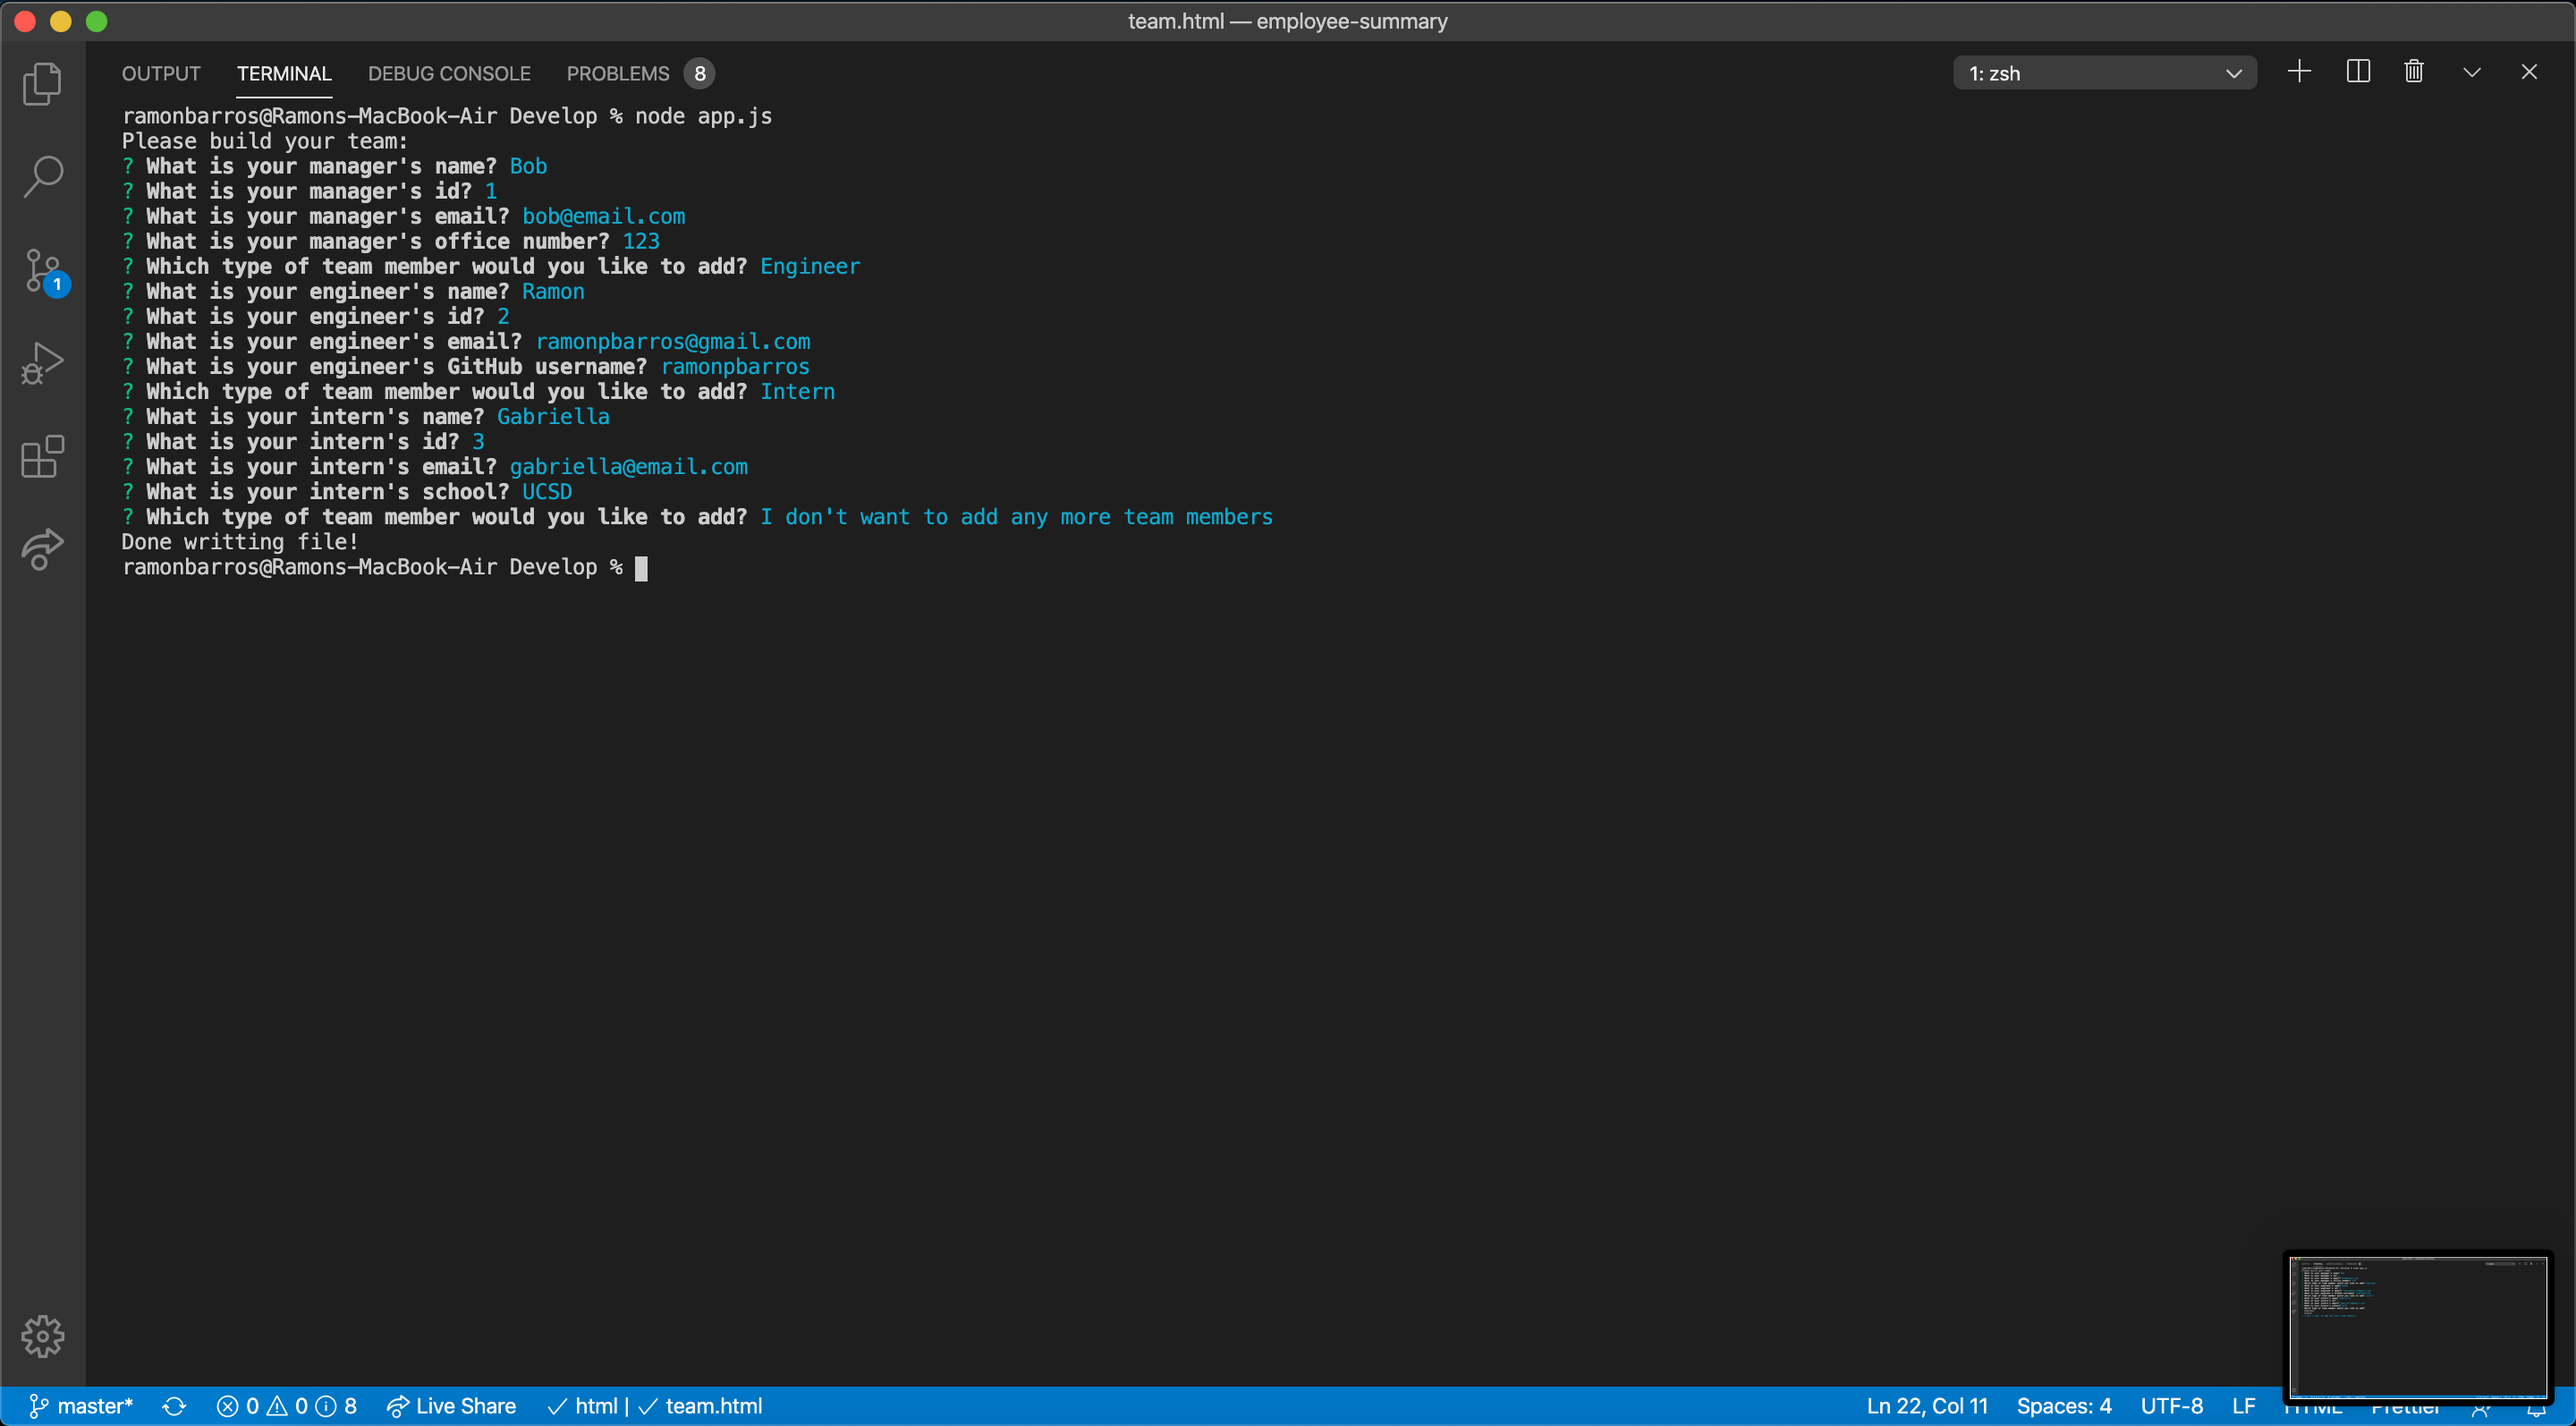 team.html — employee-summary
OUTPUT TERMINAL DEBUG CONSOLE PROBLEMS 8 1: zsh
ramonbarros@Ramons-MacBook-Air Develop % node app.js
Please build your team:
? What is your manager's name? Bob
? What is your manager's id? 1
? What is your manager's email? bob@email.com
? What is your manager's office number? 123
? Which type of team member would you like to add? Engineer
? What is your engineer's name? Ramon
? What is your engineer's id? 2
? What is your engineer's email? ramonpbarros@gmail.com
? What is your engineer's GitHub username? ramonpbarros
? Which type of team member would you like to add? Intern
? What is your intern's name? Gabriella
? What is your intern's id? 3
? What is your intern's email? gabriella@email.com
? What is your intern's school? UCSD
? Which type of team member would you like to add? I don't want to add any more team members
Done writting file!
ramonbarros@Ramons-MacBook-Air Develop %
1
master* 0 0 8 Live Share html | team.html Ln 22, Col 11 Spaces: 4 UTF-8 LF HTML Prettier